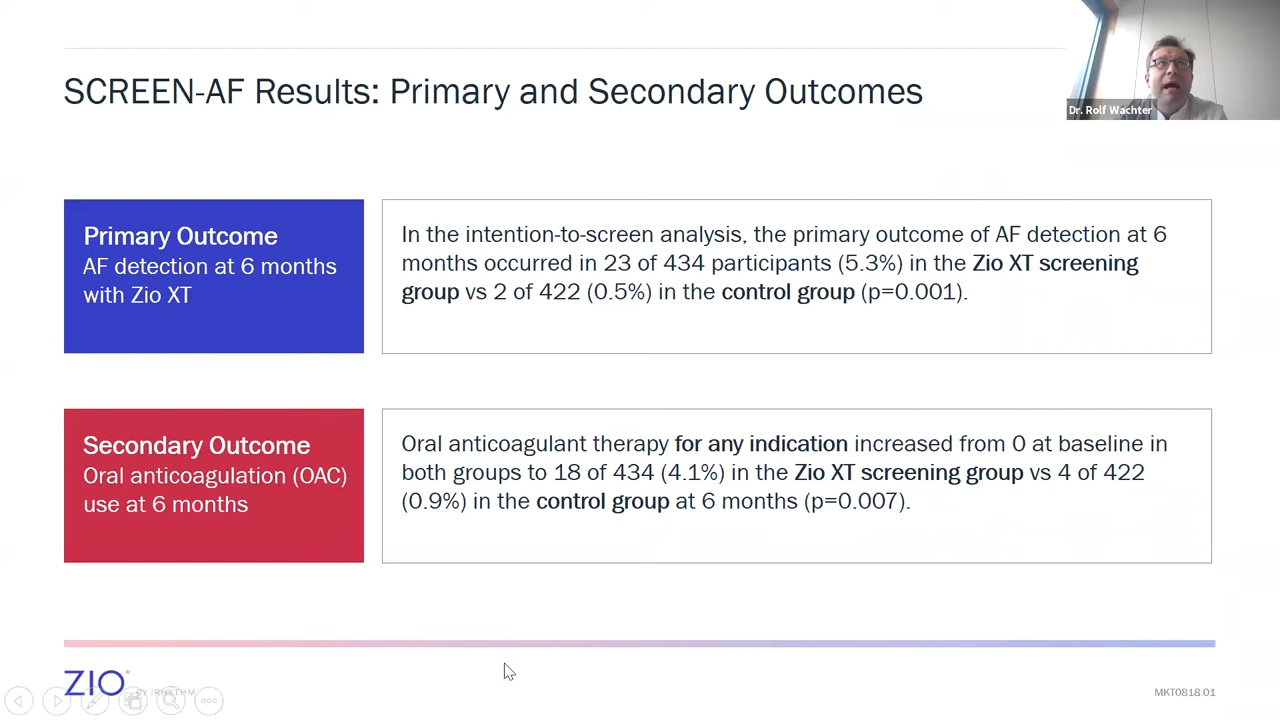 SCREEN-AF Results: Primary and Secondary Outcomes
Dr. Rolf Wachter
Primary Outcome
AF detection at 6 months
with Zio XT
In the intention-to-screen analysis, the primary outcome of AF detection at 6
months occurred in 23 of 434 participants (5.3%) in the Zio XT screening
group vs 2 of 422 (0.5%) in the control group (p=0.001).
Secondary Outcome
Oral anticoagulation (OAC)
use at 6 months
Oral anticoagulant therapy for any indication increased from 0 at baseline in
both groups to 18 of 434 (4.1%) in the Zio XT screening group vs 4 of 422
(0.9%) in the control group at 6 months (p=0.007).
ZIO® BY iRHYTHM
MKT0818.01